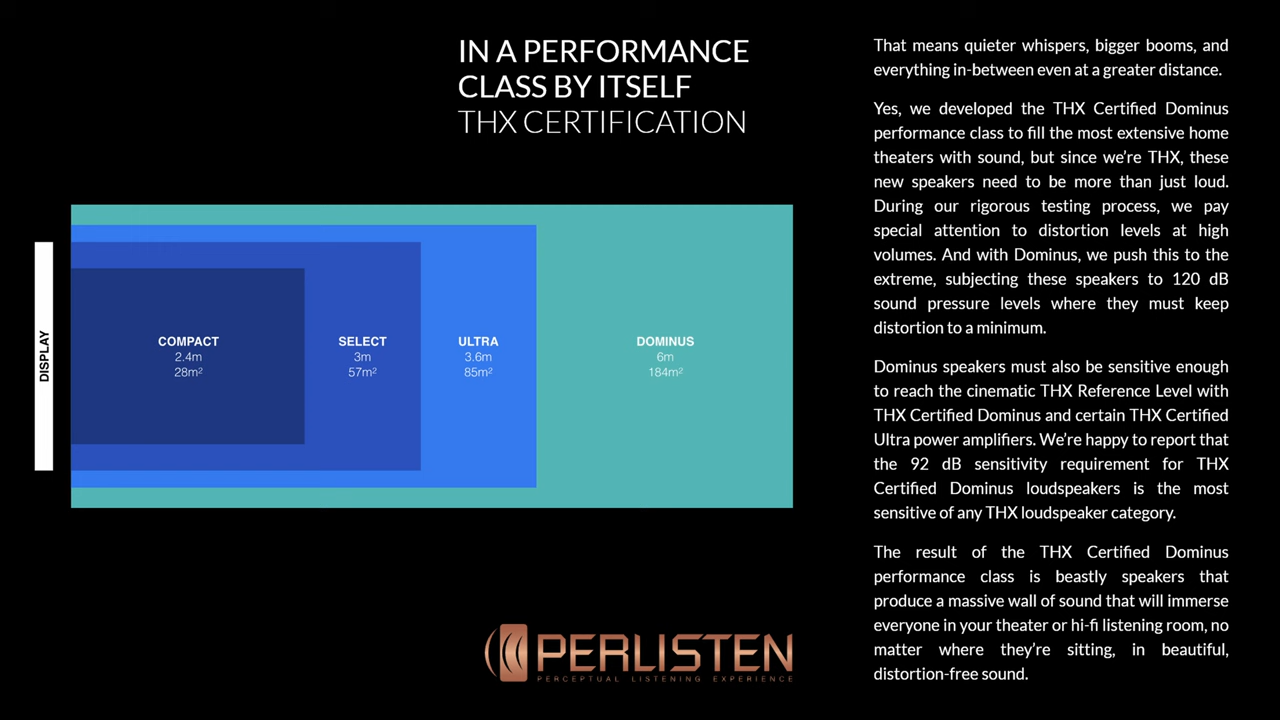 IN A PERFORMANCE
CLASS BY ITSELF
THX CERTIFICATION
DISPLAY
COMPACT
2.4m
28m²
SELECT
3m
57m²
ULTRA
3.6m
85m²
DOMINUS
6m
184m²
PERLISTEN
PERCEPTUAL LISTENING EXPERIENCE
That means quieter whispers, bigger booms, and
everything in-between even at a greater distance.
Yes, we developed the THX Certified Dominus
performance class to fill the most extensive home
theaters with sound, but since we’re THX, these
new speakers need to be more than just loud.
During our rigorous testing process, we pay
special attention to distortion levels at high
volumes. And with Dominus, we push this to the
extreme, subjecting these speakers to 120 dB
sound pressure levels where they must keep
distortion to a minimum.
Dominus speakers must also be sensitive enough
to reach the cinematic THX Reference Level with
THX Certified Dominus and certain THX Certified
Ultra power amplifiers. We’re happy to report that
the 92 dB sensitivity requirement for THX
Certified Dominus loudspeakers is the most
sensitive of any THX loudspeaker category.
The result of the THX Certified Dominus
performance class is beastly speakers that
produce a massive wall of sound that will immerse
everyone in your theater or hi-fi listening room, no
matter where they’re sitting, in beautiful,
distortion-free sound.